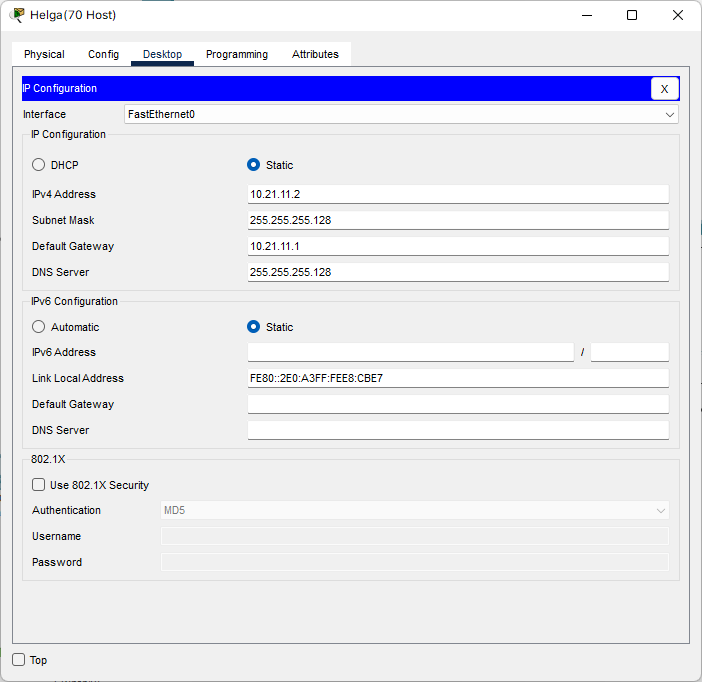 Helga(70 Host)
Physical Config Desktop Programming Attributes
IP Configuration X
Interface FastEthernet0
IP Configuration
DHCP Static
IPv4 Address 10.21.11.2
Subnet Mask 255.255.255.128
Default Gateway 10.21.11.1
DNS Server 255.255.255.128
IPv6 Configuration
Automatic Static
IPv6 Address /
Link Local Address FE80::2E0:A3FF:FEE8:CBE7
Default Gateway
DNS Server
802.1X
Use 802.1X Security
Authentication MD5
Username
Password
Top